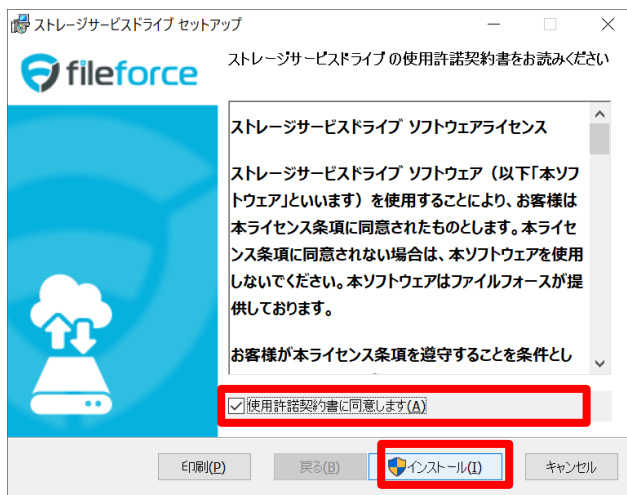 ストレージサービスドライブ セットアップ
fileforce
ストレージサービスドライブ の使用許諾契約書をお読みください
ストレージサービスドライブ ソフトウェアライセンス
ストレージサービスドライブ ソフトウェア（以下「本ソフ
トウェア」といいます）を使用することにより、お客様は
本ライセンス条項に同意されたものとします。本ライセ
ンス条項に同意されない場合は、本ソフトウェアを使用
しないでください。本ソフトウェアはファイルフォースが提
供しております。
お客様が本ライセンス条項を遵守することを条件とし
使用許諾契約書に同意します(A)
印刷(P) 戻る(B) インストール(I) キャンセル